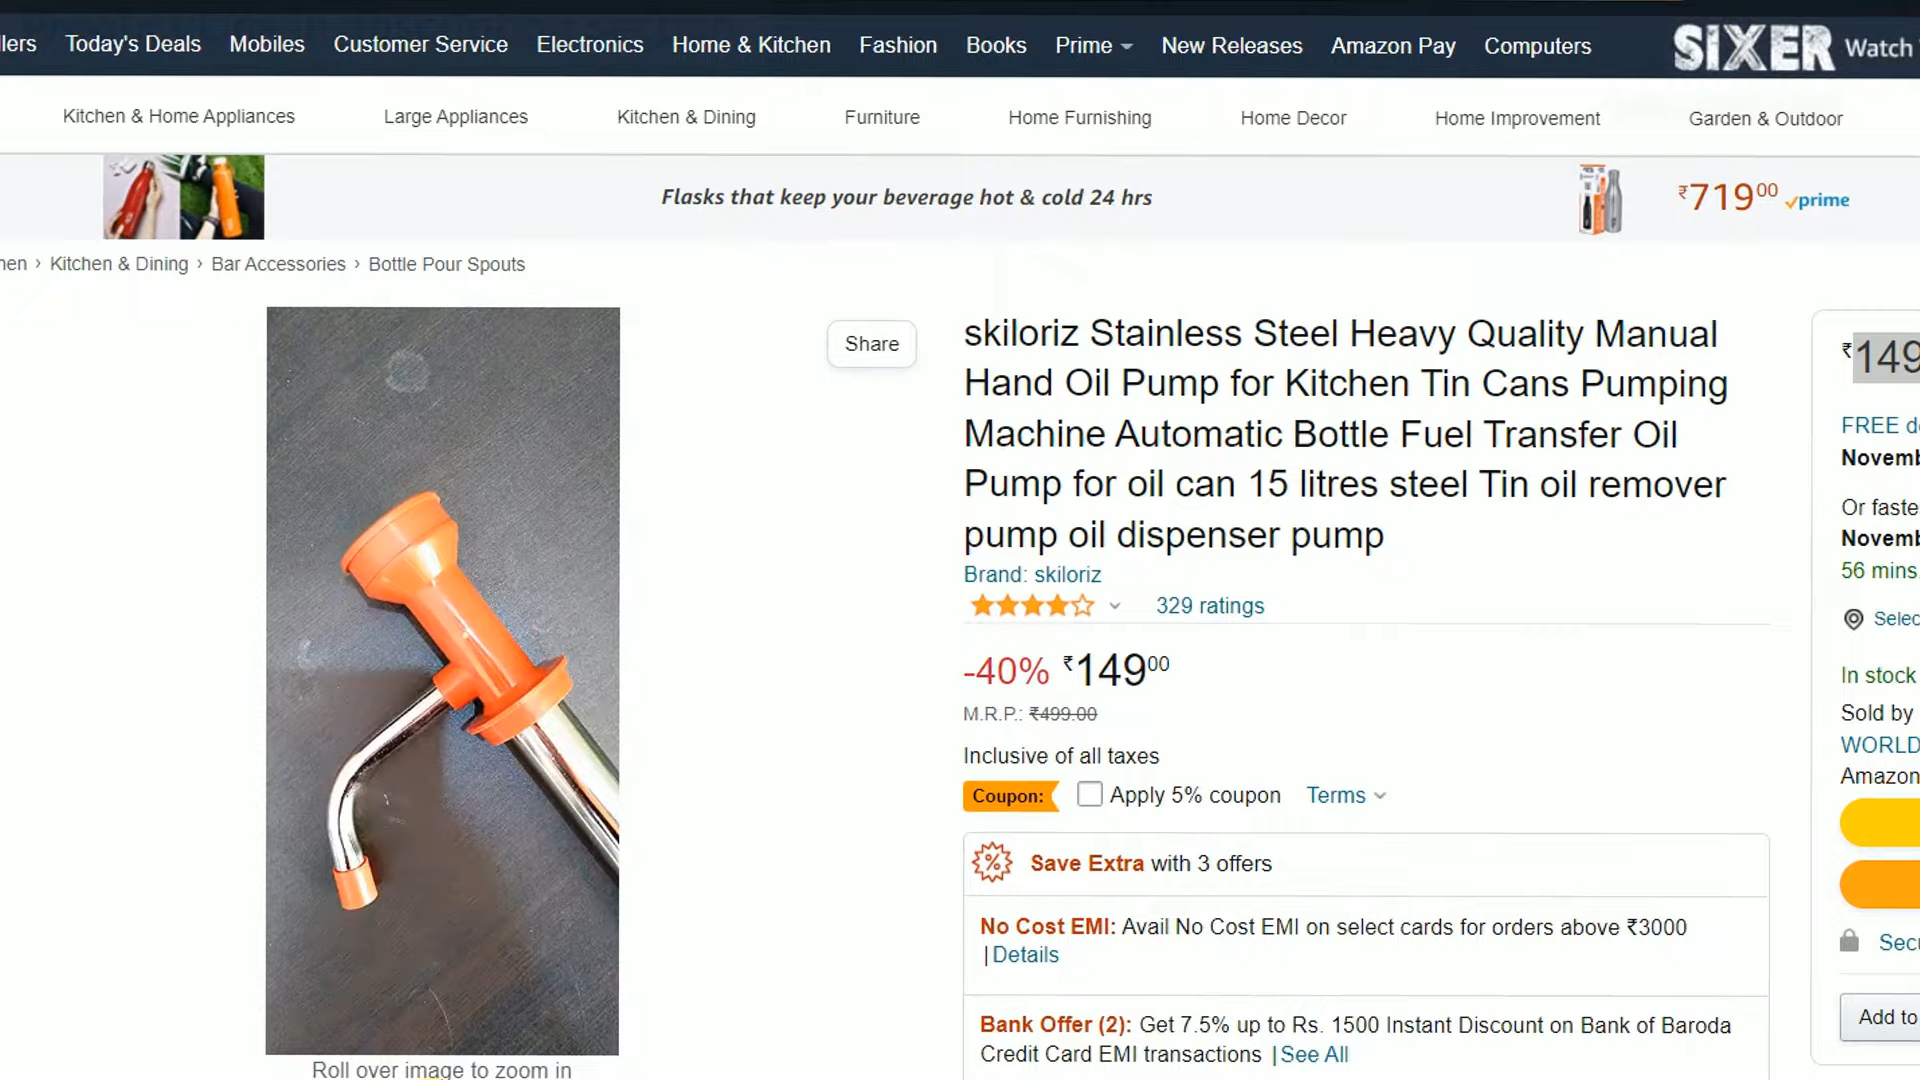 llers Today's Deals Mobiles Customer Service Electronics Home & Kitchen Fashion Books Prime New Releases Amazon Pay Computers SIXER Watch
Kitchen & Home Appliances Large Appliances Kitchen & Dining Furniture Home Furnishing Home Decor Home Improvement Garden & Outdoor
Flasks that keep your beverage hot & cold 24 hrs ₹71900 prime
hen › Kitchen & Dining › Bar Accessories › Bottle Pour Spouts
Share
skiloriz Stainless Steel Heavy Quality Manual
Hand Oil Pump for Kitchen Tin Cans Pumping
Machine Automatic Bottle Fuel Transfer Oil
Pump for oil can 15 litres steel Tin oil remover
pump oil dispenser pump
Brand: skiloriz
329 ratings
-40% ₹14900
M.R.P.: ₹499.00
Inclusive of all taxes
Coupon: Apply 5% coupon Terms
Save Extra with 3 offers
No Cost EMI: Avail No Cost EMI on select cards for orders above ₹3000
|Details
Bank Offer (2): Get 7.5% up to Rs. 1500 Instant Discount on Bank of Baroda
Credit Card EMI transactions |See All
Roll over image to zoom in
₹149
FREE de
Novemb
Or faste
Novemb
56 mins.
Selec
In stock
Sold by
WORLD
Amazon
Secu
Add to